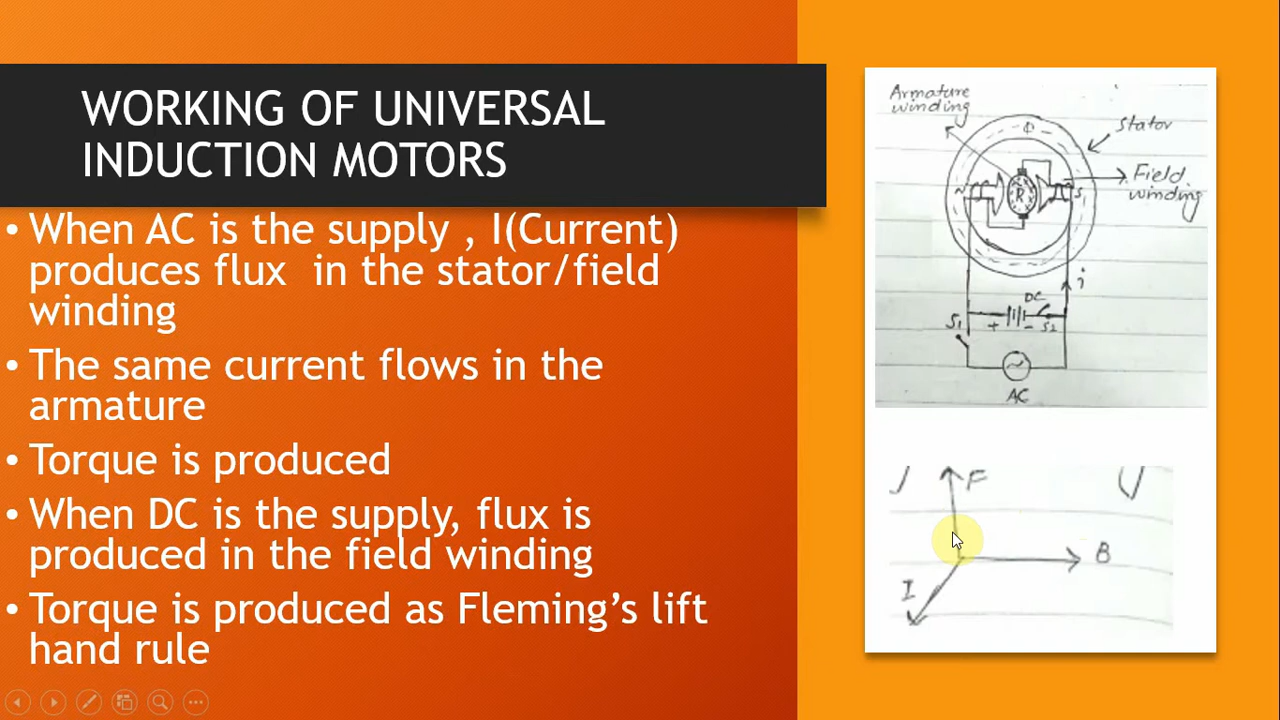 WORKING OF UNIVERSAL
INDUCTION MOTORS
• When AC is the supply , I(Current)
produces flux in the stator/field
winding
• The same current flows in the
armature
• Torque is produced
• When DC is the supply, flux is
produced in the field winding
• Torque is produced as Fleming’s lift
hand rule
Armature
winding
Φ
Stator
Field
winding
N
R
S
i
DC
S1
+
-
S2
AC
F
B
I